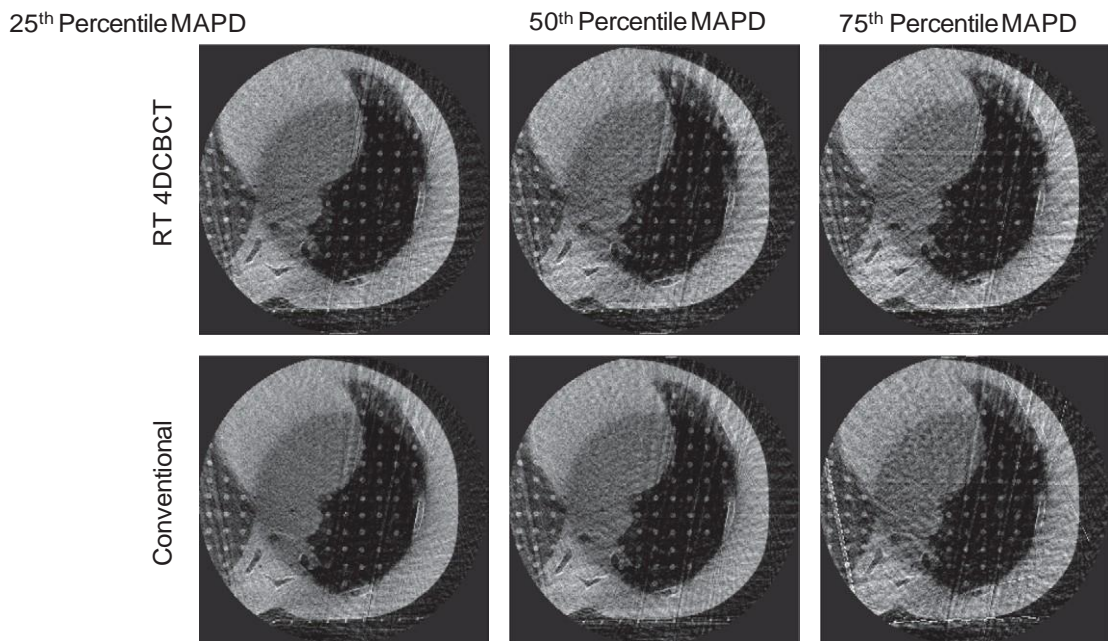 25th Percentile MAPD
50th Percentile MAPD
75th Percentile MAPD
RT 4DCBCT
Conventional